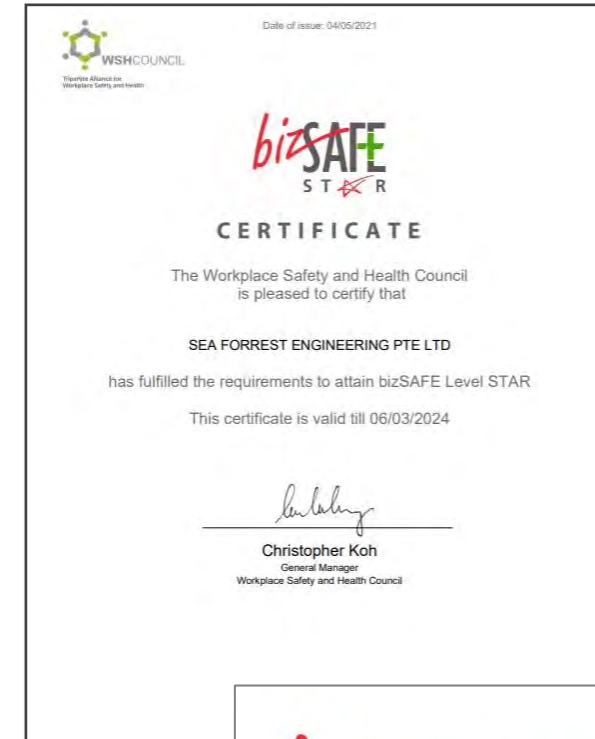 Date of issue: 04/05/2021
WSHCOUNCIL
Tripartite Alliance for
Workplace Safety and Health
bizSAFE
STAR
CERTIFICATE
The Workplace Safety and Health Council
is pleased to certify that
SEA FORREST ENGINEERING PTE LTD
has fulfilled the requirements to attain bizSAFE Level STAR
This certificate is valid till 06/03/2024
Christopher Koh
General Manager
Workplace Safety and Health Council